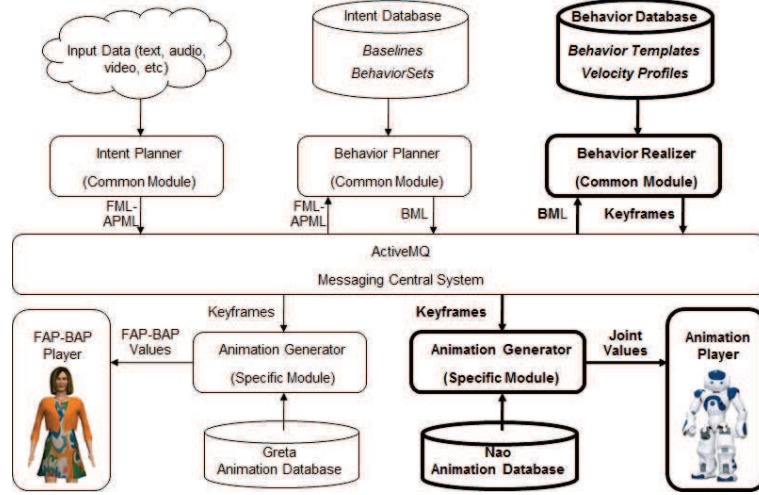 Input Data (text, audio,
video, etc)
Intent Database
Baselines
BehaviorSets
Behavior Database
Behavior Templates
Velocity Profiles
Intent Planner
(Common Module)
Behavior Planner
(Common Module)
Behavior Realizer
(Common Module)
FML-
APML
FML-
APML
BML
BML
Keyframes
ActiveMQ
Messaging Central System
Keyframes
Keyframes
FAP-BAP
Player
FAP-BAP
Values
Animation Generator
(Specific Module)
Animation Generator
(Specific Module)
Joint
Values
Animation
Player
Greta
Animation Database
Nao
Animation Database